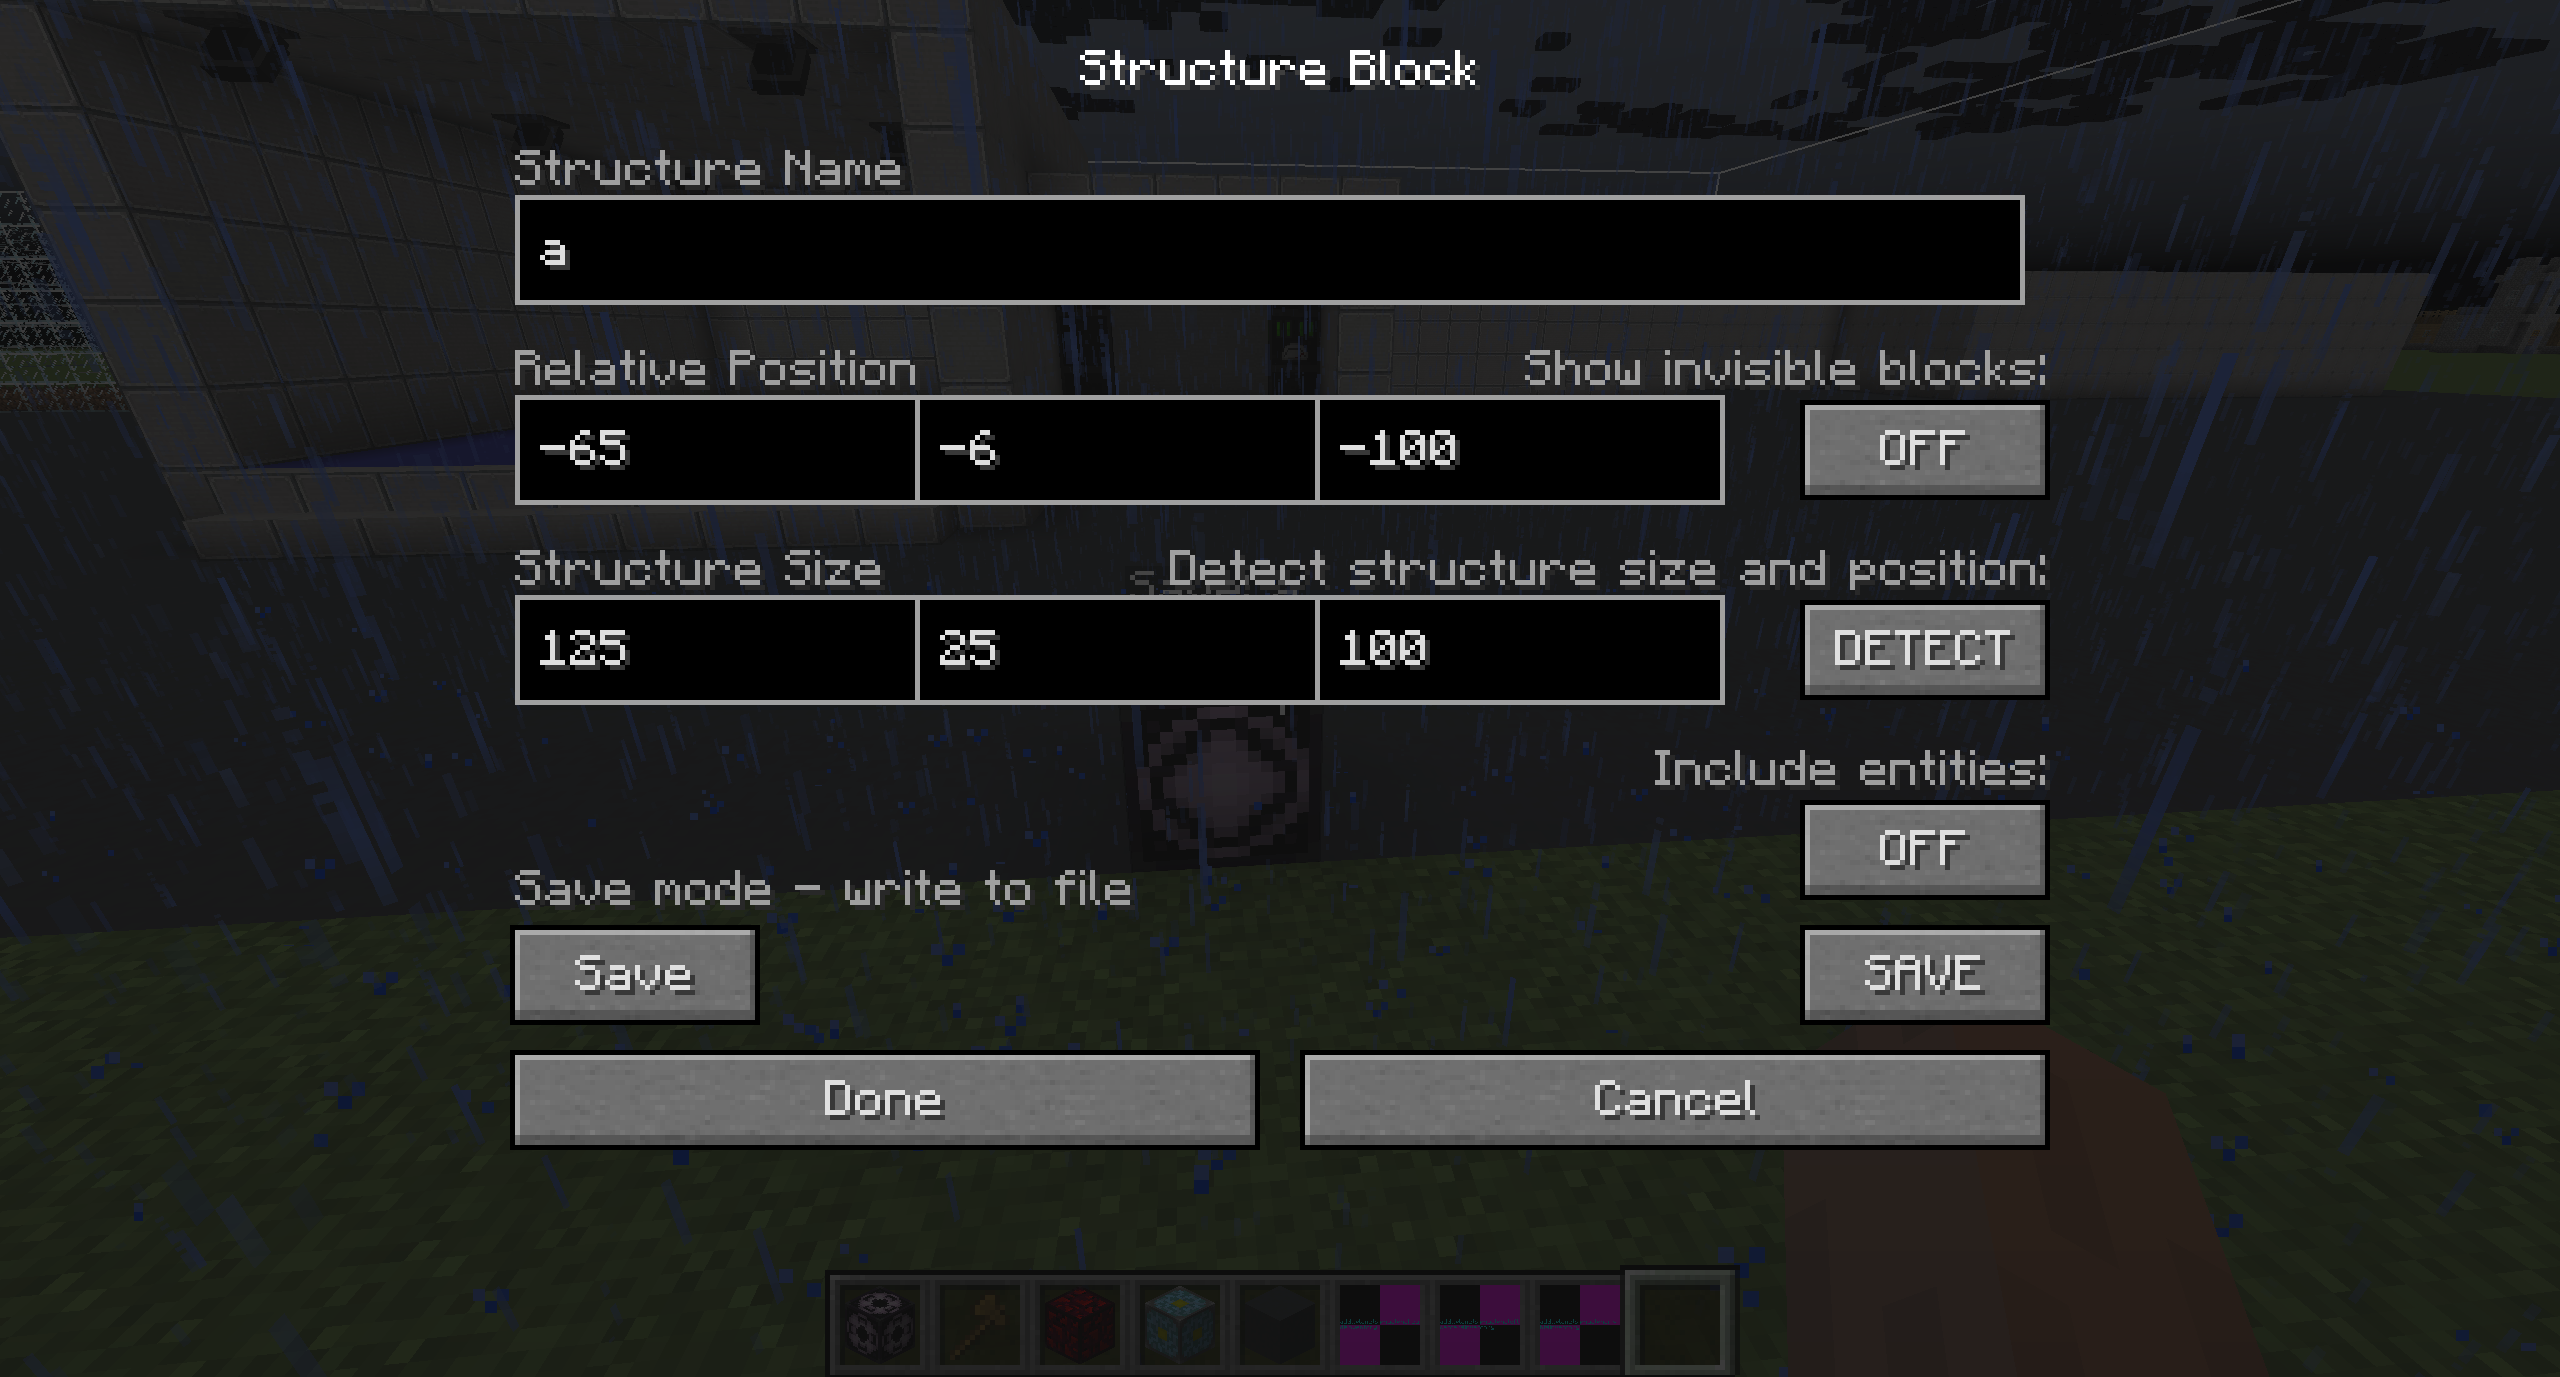 Structure Block
Structure Name
a
Relative Position
Show invisible blocks:
-65 -6 -100
OFF
Structure Size
Detect structure size and position:
125 25 100
DETECT
Include entities:
OFF
Save mode - write to file
Save
SAVE
Done
Cancel